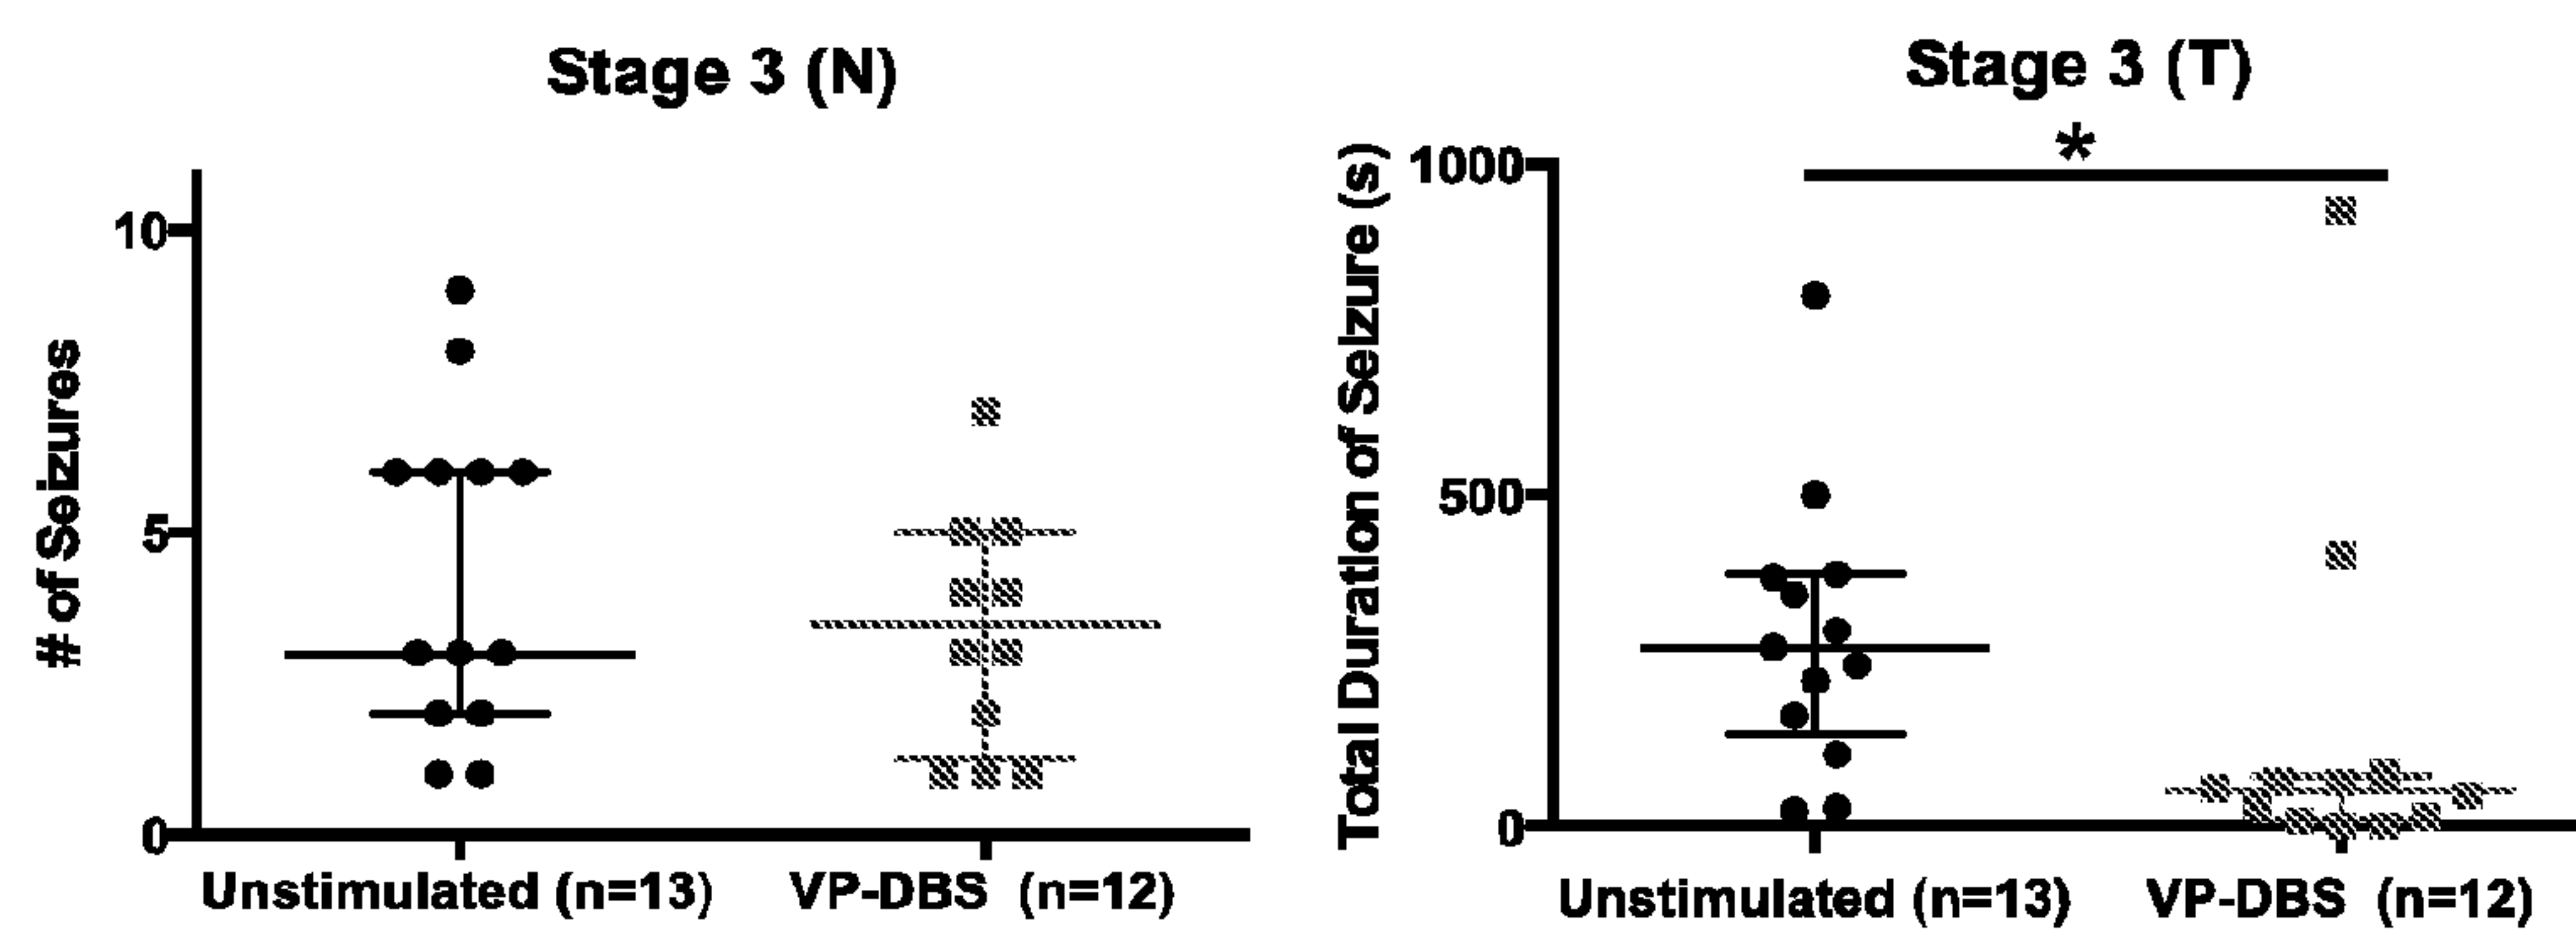 Stage 3 (N)
# of Seizures
10
5
0
Unstimulated (n=13)
VP-DBS (n=12)
Stage 3 (T)
*
Total Duration of Seizure (s)
1000
500
0
Unstimulated (n=13)
VP-DBS (n=12)